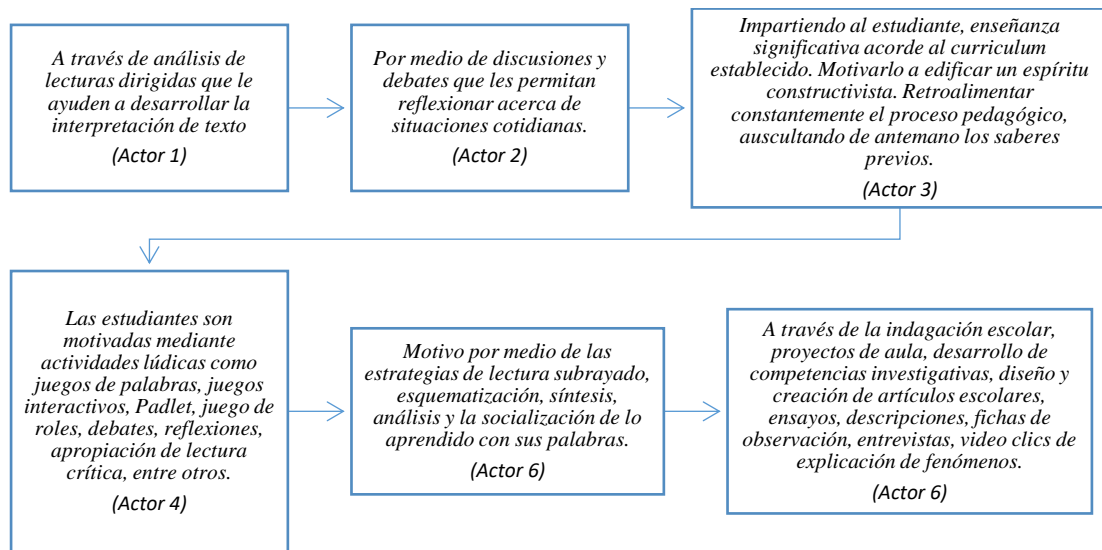 A través de análisis de
lecturas dirigidas que le
ayuden a desarrollar la
interpretación de texto
(Actor 1)
Por medio de discusiones y
debates que les permitan
reflexionar acerca de
situaciones cotidianas.
(Actor 2)
Impartiendo al estudiante, enseñanza
significativa acorde al curriculum
establecido. Motivarlo a edificar un espíritu
constructivista. Retroalimentar
constantemente el proceso pedagógico,
auscultando de antemano los saberes
previos.
(Actor 3)
Las estudiantes son
motivadas mediante
actividades lúdicas como
juegos de palabras, juegos
interactivos, Padlet, juego de
roles, debates, reflexiones,
apropiación de lectura
crítica, entre otros.
(Actor 4)
Motivo por medio de las
estrategias de lectura subrayado,
esquematización, síntesis,
análisis y la socialización de lo
aprendido con sus palabras.
(Actor 6)
A través de la indagación escolar,
proyectos de aula, desarrollo de
competencias investigativas, diseño y
creación de artículos escolares,
ensayos, descripciones, fichas de
observación, entrevistas, video clics de
explicación de fenómenos.
(Actor 6)